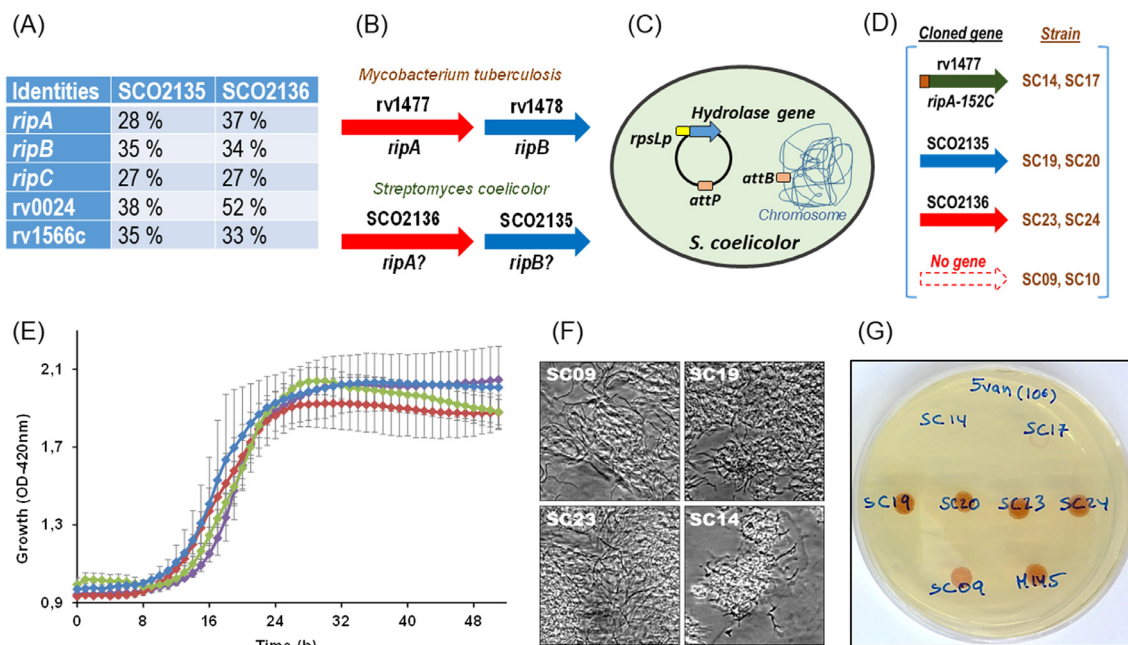 (A)
Identities SCO2135 SCO2136
ripA 28 % 37 %
ripB 35 % 34 %
ripC 27 % 27 %
rv0024 38 % 52 %
rv1566c 35 % 33 %
(B)
Mycobacterium tuberculosis
rv1477 rv1478
ripA ripB
Streptomyces coelicolor
SCO2136 SCO2135
ripA? ripB?
(C)
Hydrolase gene
rpsLp
attB
attP
Chromosome
S. coelicolor
(D)
Cloned gene Strain
rv1477
SC14, SC17
ripA-152C
SCO2135
SC19, SC20
SCO2136
SC23, SC24
No gene
SC09, SC10
(E)
Growth (OD-420nm)
2,1
1,7
1,3
0,9
0 8 16 24 32 40 48
Time (h)
(F)
SC09 SC19
SC23 SC14
(G)
5van (106)
SC14
SC17
SC19 SC20 SC23 SC24
SC09 M145